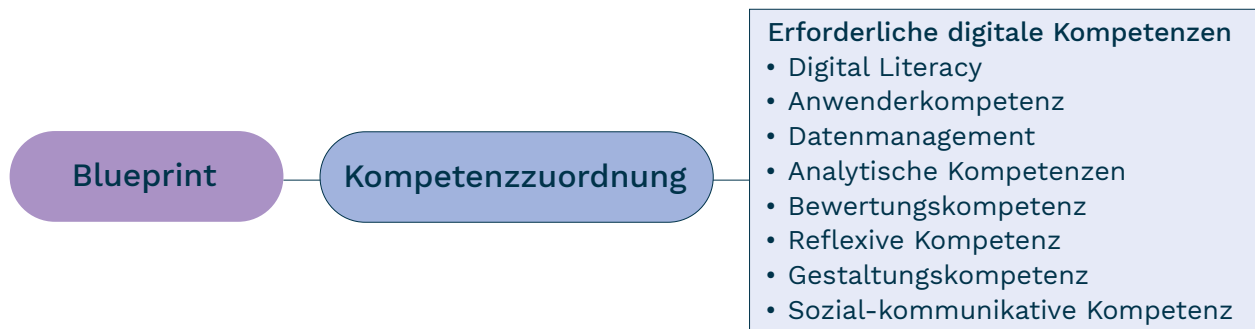 Blueprint
Kompetenzzuordnung
Erforderliche digitale Kompetenzen
• Digital Literacy
• Anwenderkompetenz
• Datenmanagement
• Analytische Kompetenzen
• Bewertungskompetenz
• Reflexive Kompetenz
• Gestaltungskompetenz
• Sozial-kommunikative Kompetenz